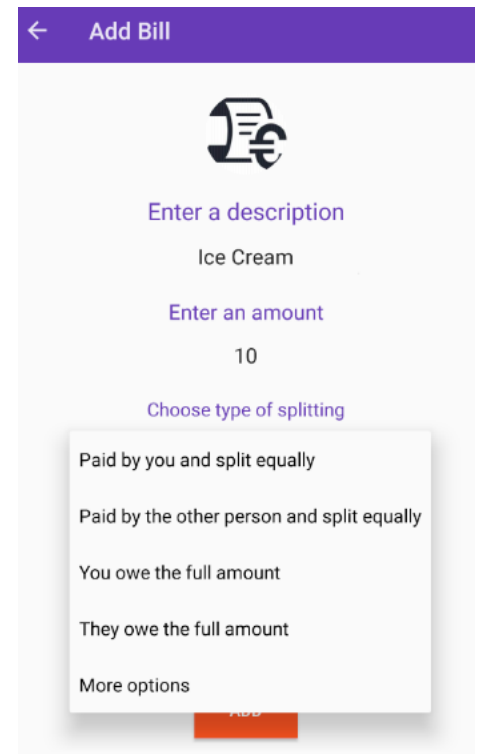 Add Bill
Enter a description
Ice Cream
Enter an amount
10
Choose type of splitting
Paid by you and split equally
Paid by the other person and split equally
You owe the full amount
They owe the full amount
More options
ADD